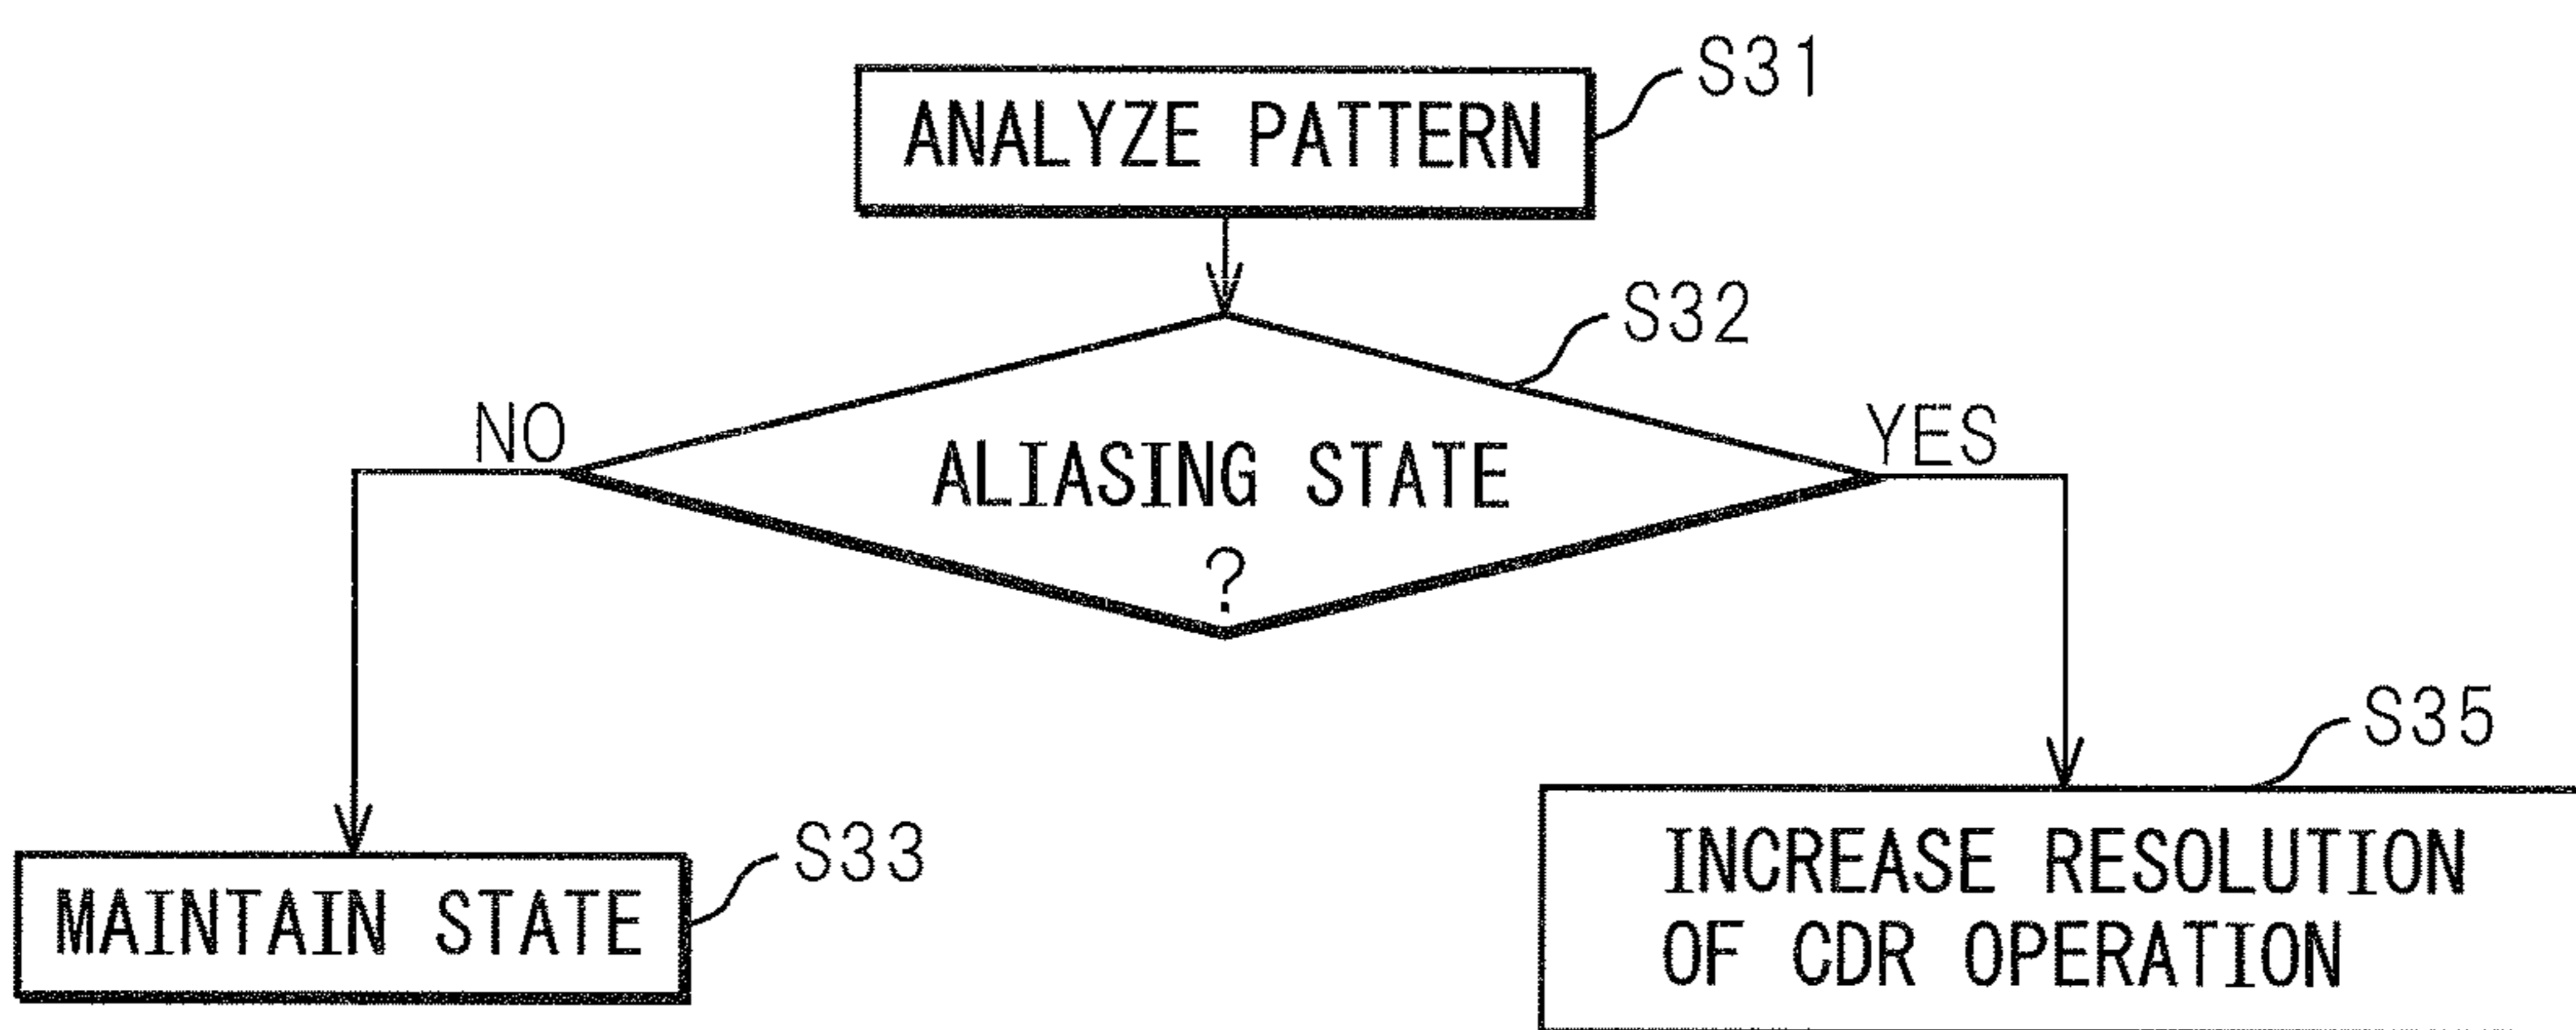 S31
ANALYZE PATTERN
S32
NO
YES
ALIASING STATE
?
S35
S33
INCREASE RESOLUTION
OF CDR OPERATION
MAINTAIN STATE